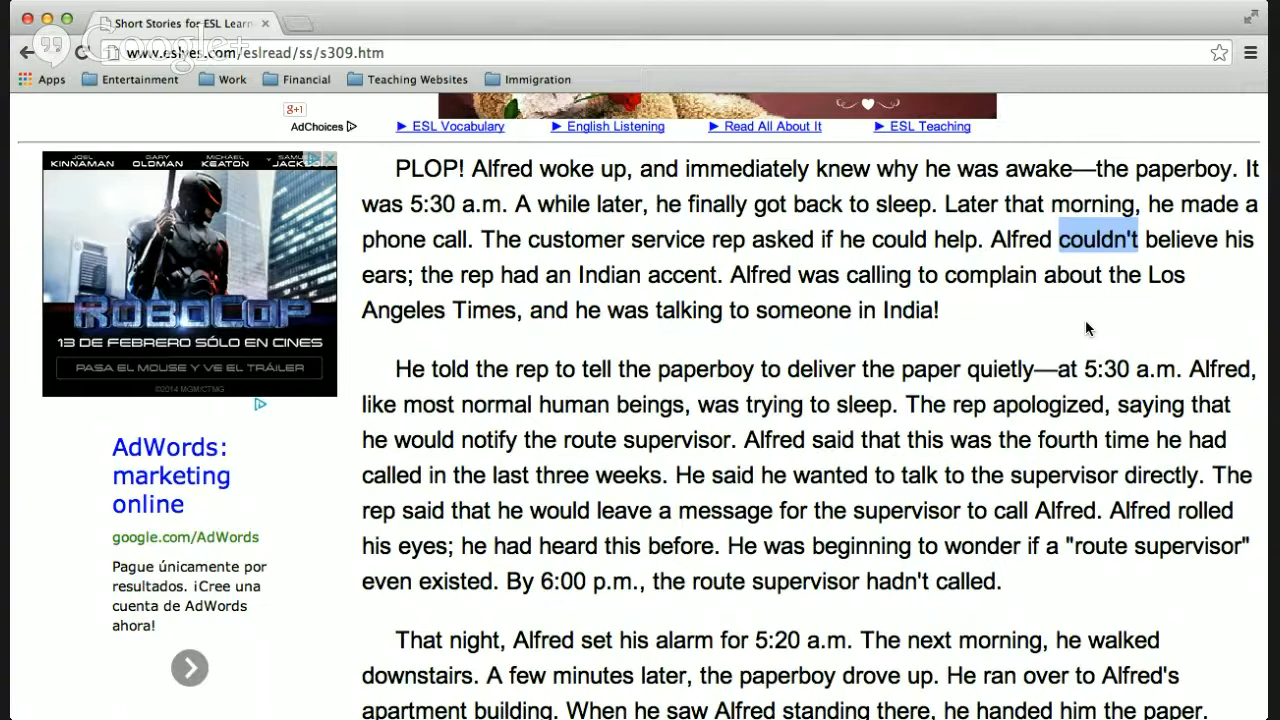 Short Stories for ESL Learn
Google+
www.eslyes.com/eslread/ss/s309.htm
Apps Entertainment Work Financial Teaching Websites Immigration
g+1
AdChoices
► ESL Vocabulary ► English Listening ► Read All About It ► ESL Teaching
JOEL KINNAMAN GARY OLDMAN MICHAEL KEATON
ROBOCOP
13 DE FEBRERO SÓLO EN CINES
PASA EL MOUSE Y VE EL TRÁILER
©2014 MGM/CTMG
AdWords:
marketing
online
google.com/AdWords
Pague únicamente por
resultados. ¡Cree una
cuenta de AdWords
ahora!
PLOP! Alfred woke up, and immediately knew why he was awake—the paperboy. It
was 5:30 a.m. A while later, he finally got back to sleep. Later that morning, he made a
phone call. The customer service rep asked if he could help. Alfred couldn't believe his
ears; the rep had an Indian accent. Alfred was calling to complain about the Los
Angeles Times, and he was talking to someone in India!
He told the rep to tell the paperboy to deliver the paper quietly—at 5:30 a.m. Alfred,
like most normal human beings, was trying to sleep. The rep apologized, saying that
he would notify the route supervisor. Alfred said that this was the fourth time he had
called in the last three weeks. He said he wanted to talk to the supervisor directly. The
rep said that he would leave a message for the supervisor to call Alfred. Alfred rolled
his eyes; he had heard this before. He was beginning to wonder if a "route supervisor"
even existed. By 6:00 p.m., the route supervisor hadn't called.
That night, Alfred set his alarm for 5:20 a.m. The next morning, he walked
downstairs. A few minutes later, the paperboy drove up. He ran over to Alfred's
apartment building. When he saw Alfred standing there, he handed him the paper.